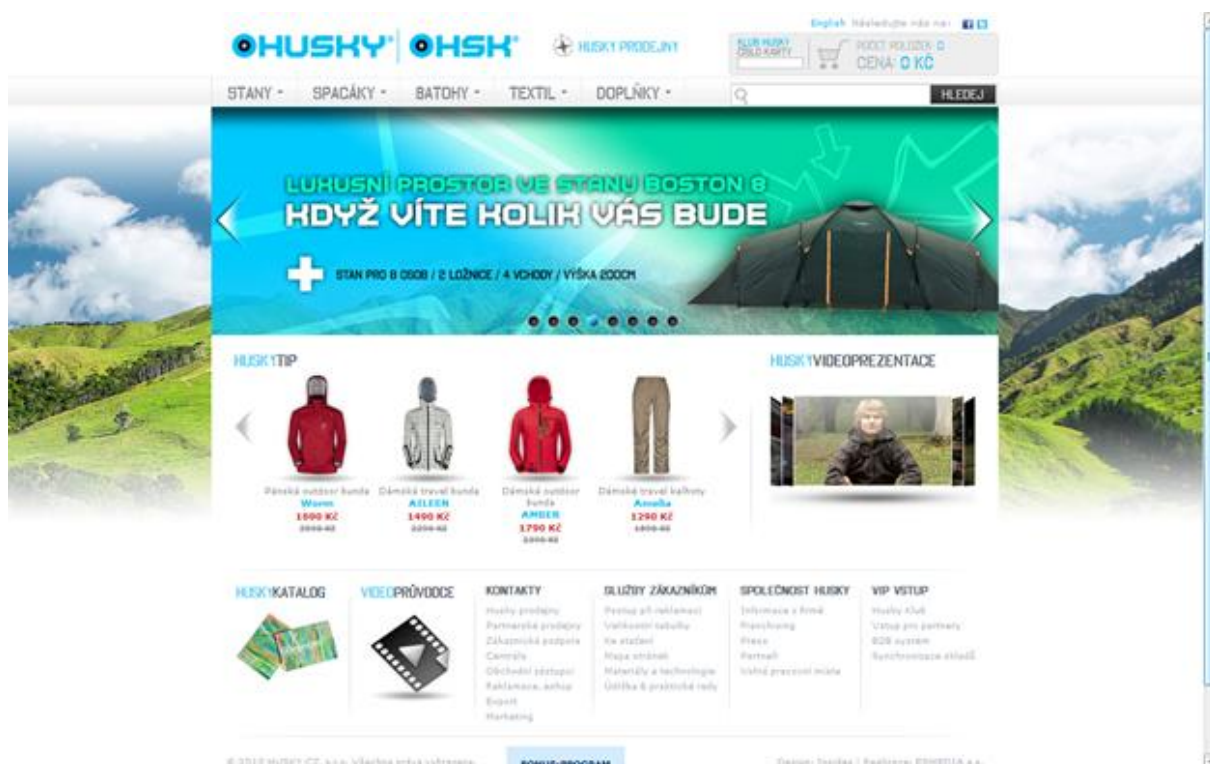 English Následujte nás na:
HUSKY HSK HUSKY PRODEJNY
KLUB HUSKY
ČÍSLO KARTY
POČET POLOŽEK 0
CENA: 0 KČ
STANY SPACÁKY BATOHY TEXTIL DOPLŇKY HLEDEJ
LUXUSNÍ PROSTOR VE STANU BOSTON 8
KDYŽ VÍTE KOLIK VÁS BUDE
STAN PRO 8 OSOB / 2 LOŽNICE / 4 VCHODY / VÝŠKA 200CM
HUSKYTIP HUSKYVIDEOPREZENTACE
Pánská outdoor bunda
Worm
1690 Kč
Dámská travel bunda
AILEEN
1490 Kč
Dámská outdoor
bunda
AMBER
1790 Kč
Dámské travel kalhoty
Amelia
1290 Kč
HUSKYKATALOG VIDEOPRŮVODCE
KONTAKTY
Husky prodejny
Partnerské prodejny
Zákaznická podpora
Centrála
Obchodní zástupci
Reklamace, eshop
Export
Marketing
SLUŽBY ZÁKAZNÍKŮM
Postup při reklamaci
Velikostní tabulky
Ke stažení
Mapa stránek
Materiály a technologie
Údržba & praktické rady
SPOLEČNOST HUSKY
Informace o firmě
Franchising
Press
Partneři
Volná pracovní místa
VIP VSTUP
Husky Klub
Vstup pro partnery
B2B systém
Synchronizace skladů
BONUS-PROGRAM